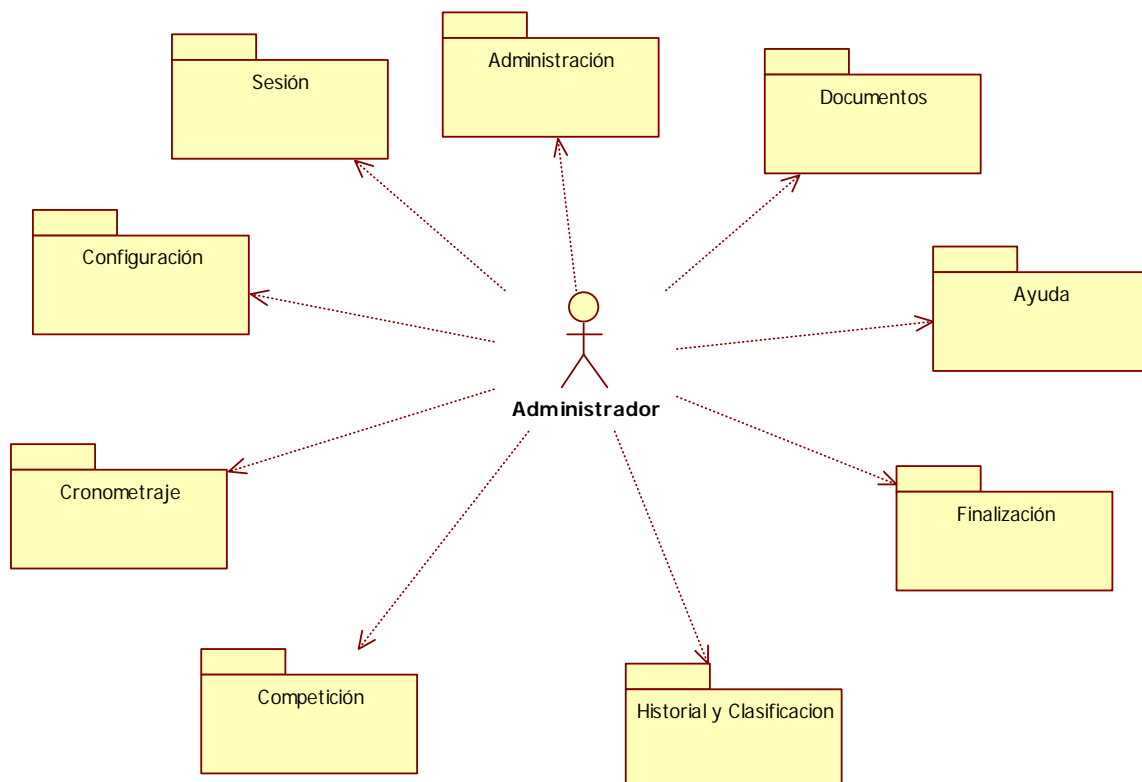 Administración
Sesión
Documentos
Configuración
Ayuda
Administrador
Cronometraje
Finalización
Competición
Historial y Clasificacion